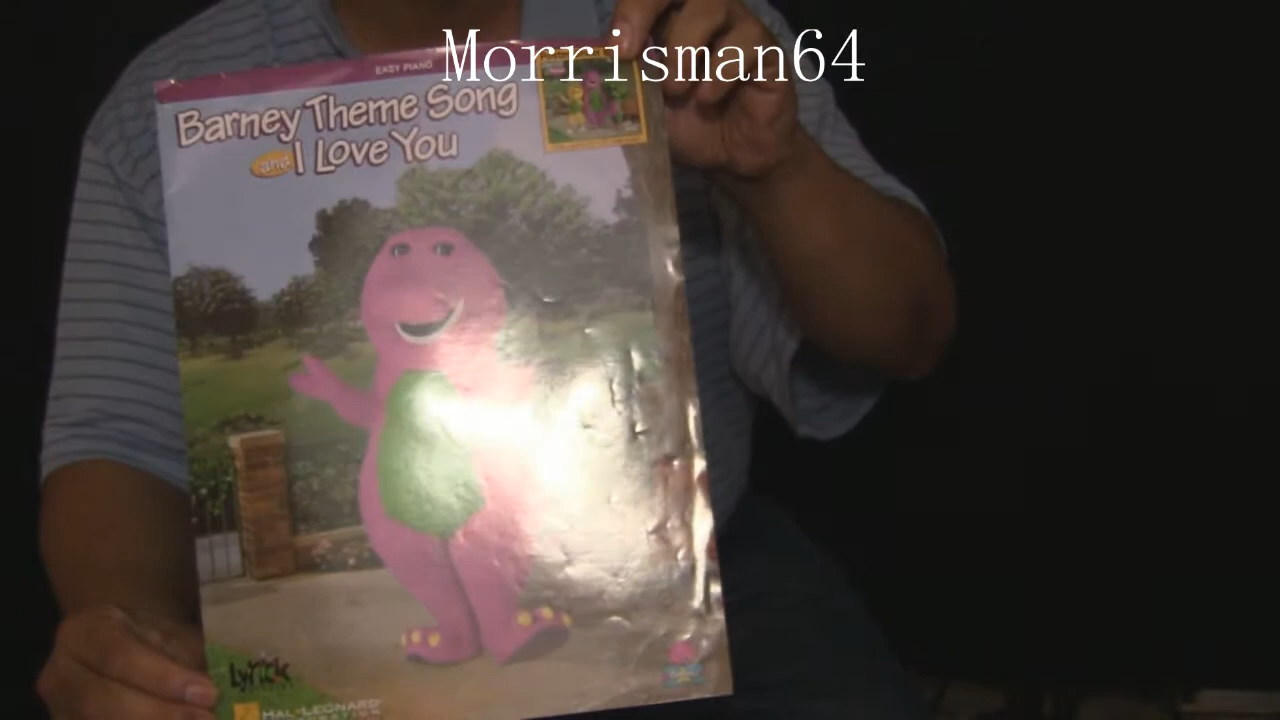 Morrisman64
EASY PIANO
Barney Theme Song
and I Love You
Lyrick
HAL•LEONARD